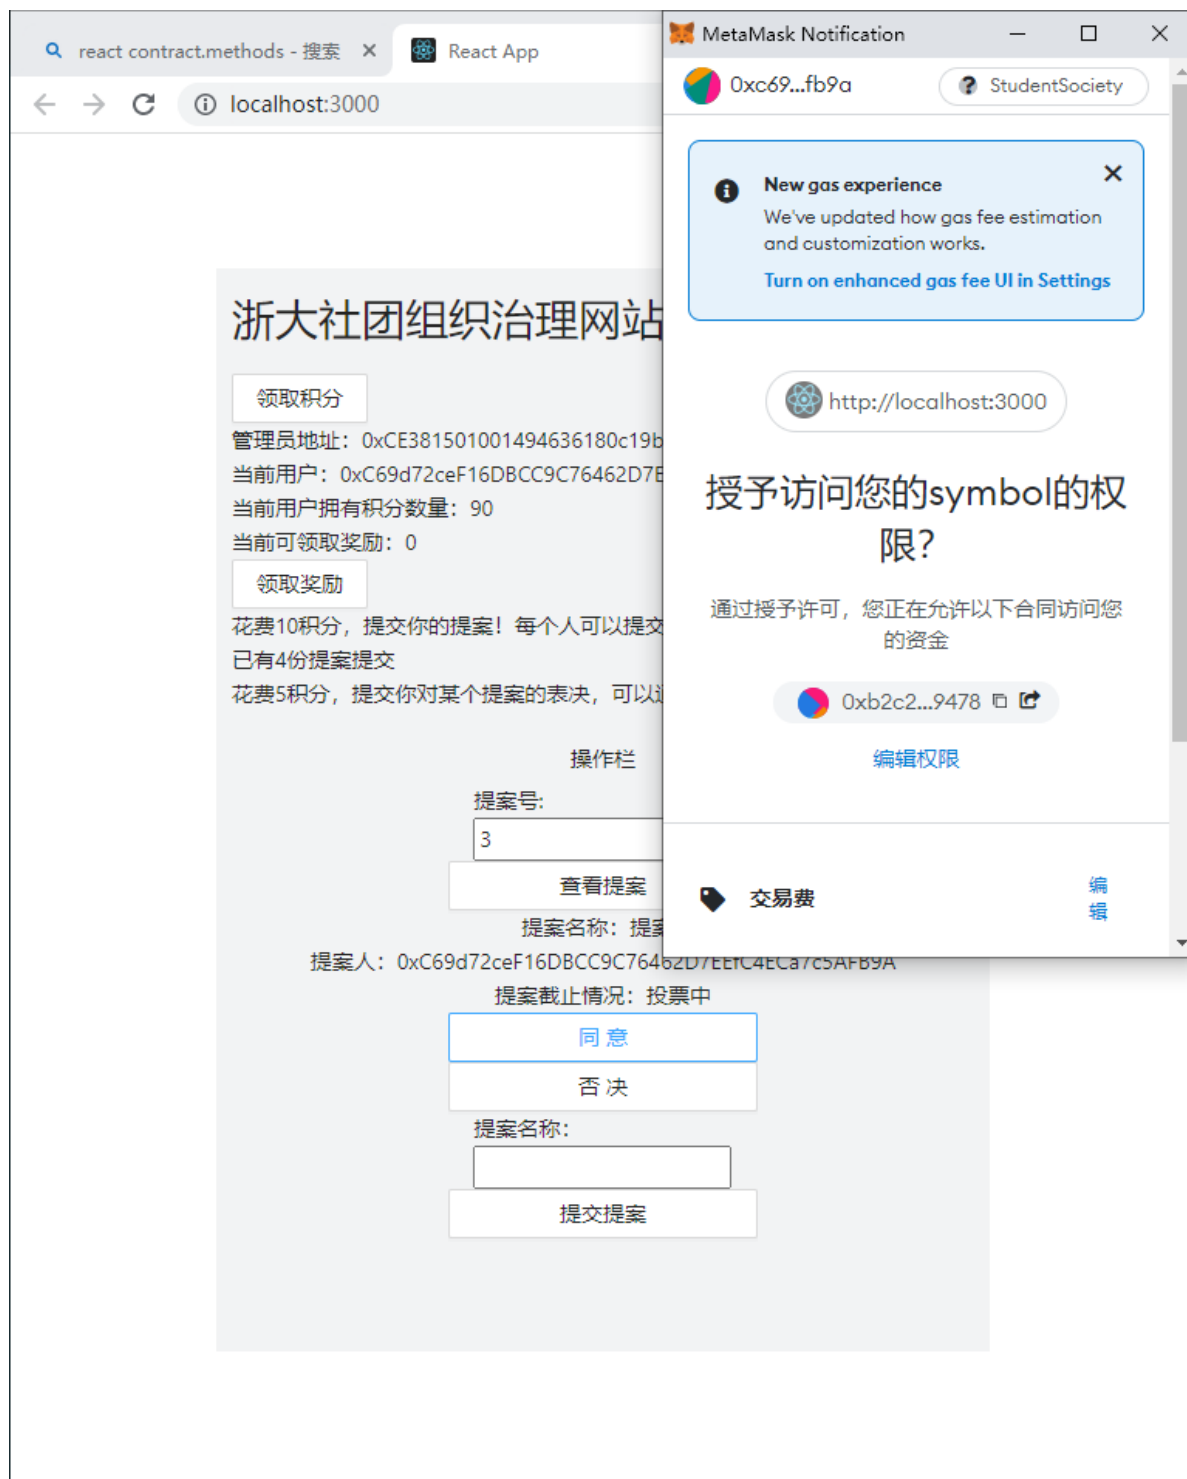 react contract.methods - 搜索
React App
localhost:3000
浙大社团组织治理网站
领取积分
管理员地址：0xCE381501001494636180c19b
当前用户：0xC69d72ceF16DBCC9C76462D7E
当前用户拥有积分数量：90
当前可领取奖励：0
领取奖励
花费10积分，提交你的提案！每个人可以提交
已有4份提案提交
花费5积分，提交你对某个提案的表决，可以
操作栏
提案号:
3
查看提案
提案名称：提案
提案人：0xC69d72ceF16DBCC9C76462D7EEfC4ECa7c5AFB9A
提案截止情况：投票中
同 意
否 决
提案名称：
提交提案
MetaMask Notification
0xc69...fb9a
StudentSociety
New gas experience
We've updated how gas fee estimation
and customization works.
Turn on enhanced gas fee UI in Settings
http://localhost:3000
授予访问您的symbol的权
限？
通过授予许可，您正在允许以下合同访问您
的资金
0xb2c2...9478
编辑权限
交易费
编
辑